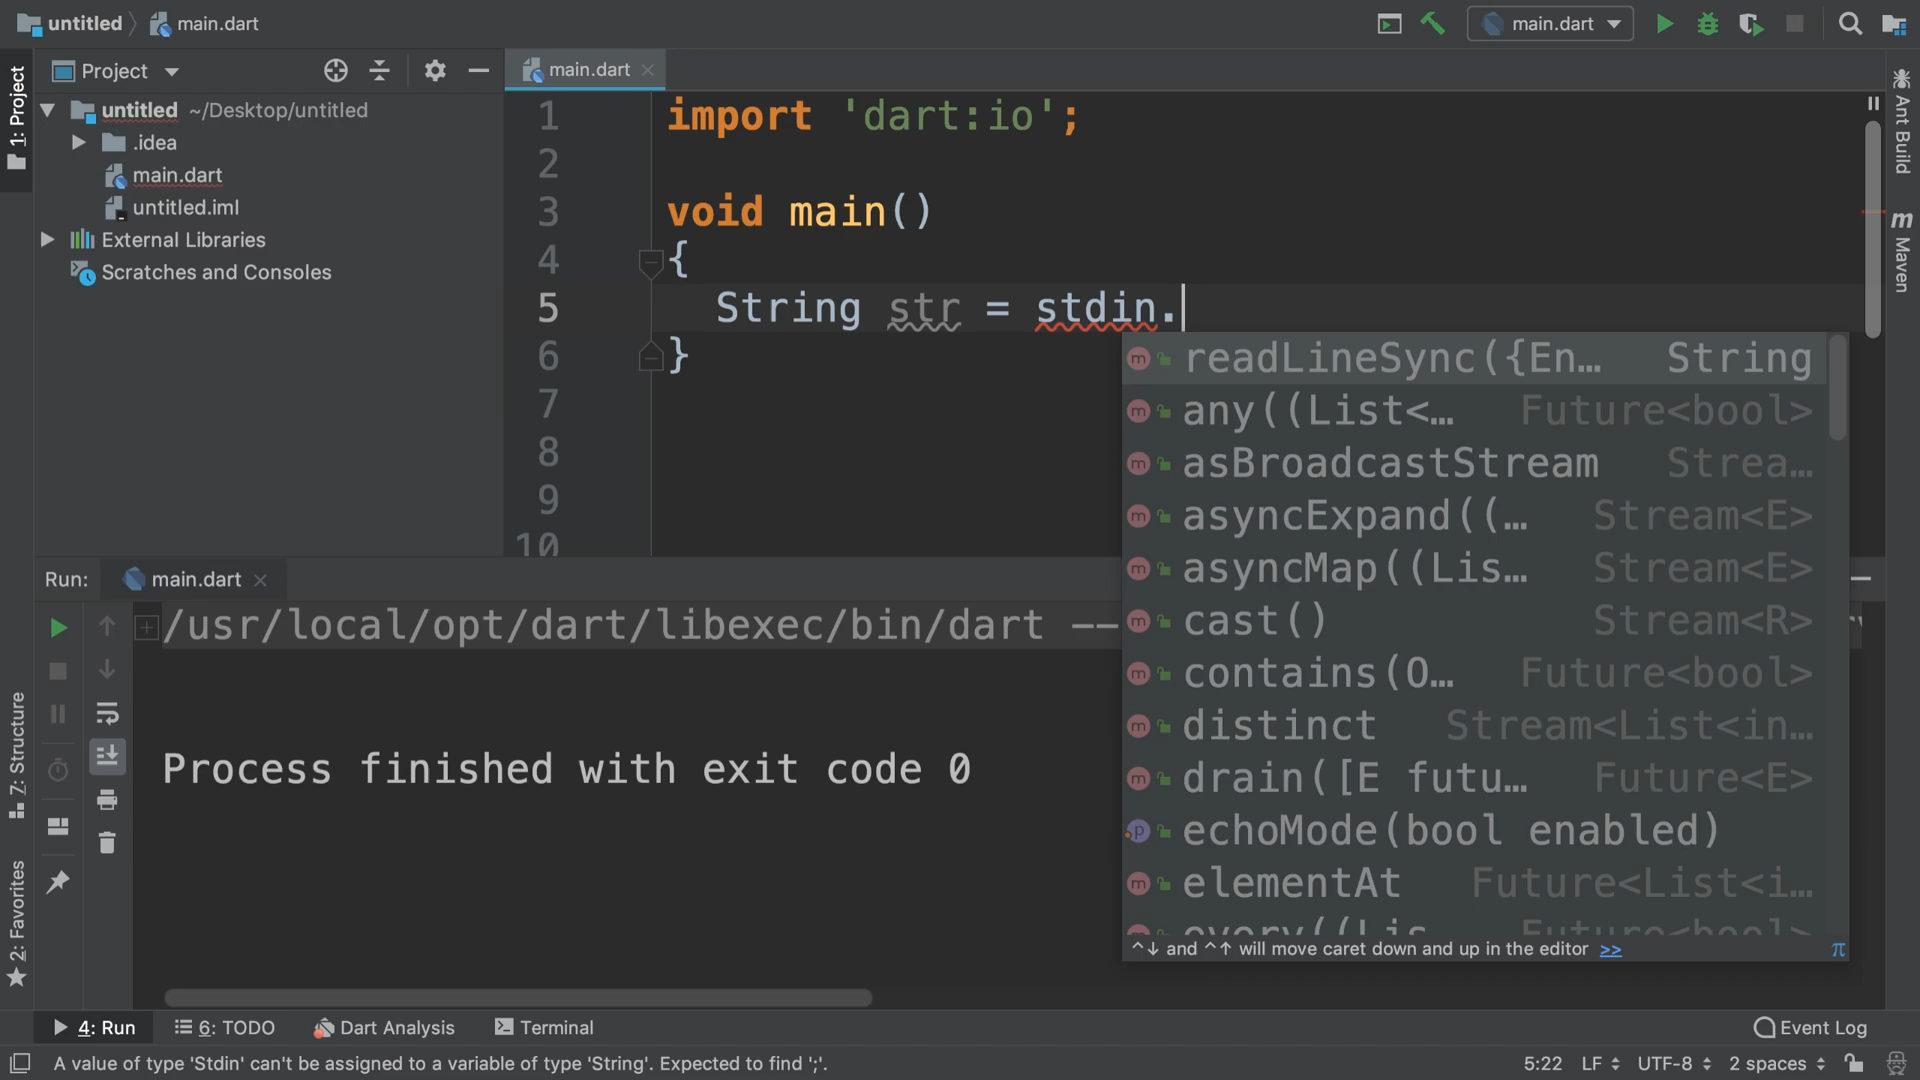 untitled main.dart main.dart
1: Project
Project
untitled ~/Desktop/untitled
.idea
main.dart
untitled.iml
External Libraries
Scratches and Consoles
main.dart
1 import 'dart:io';
2
3 void main()
4 {
5 String str = stdin.
6 }
7
8
9
10
readLineSync({En… String
any((List<… Future<bool>
asBroadcastStream Strea…
asyncExpand((… Stream<E>
asyncMap((Lis… Stream<E>
cast() Stream<R>
contains(O… Future<bool>
distinct Stream<List<in…
drain([E futu… Future<E>
echoMode(bool enabled)
elementAt Future<List<i…
every((Lis Future<bool>
^↓ and ^↑ will move caret down and up in the editor >>
π
Ant Build
m Maven
Run: main.dart
/usr/local/opt/dart/libexec/bin/dart --
Process finished with exit code 0
7: Structure
2: Favorites
4: Run 6: TODO Dart Analysis Terminal Event Log
A value of type 'Stdin' can't be assigned to a variable of type 'String'. Expected to find ';'. 5:22 LF UTF-8 2 spaces